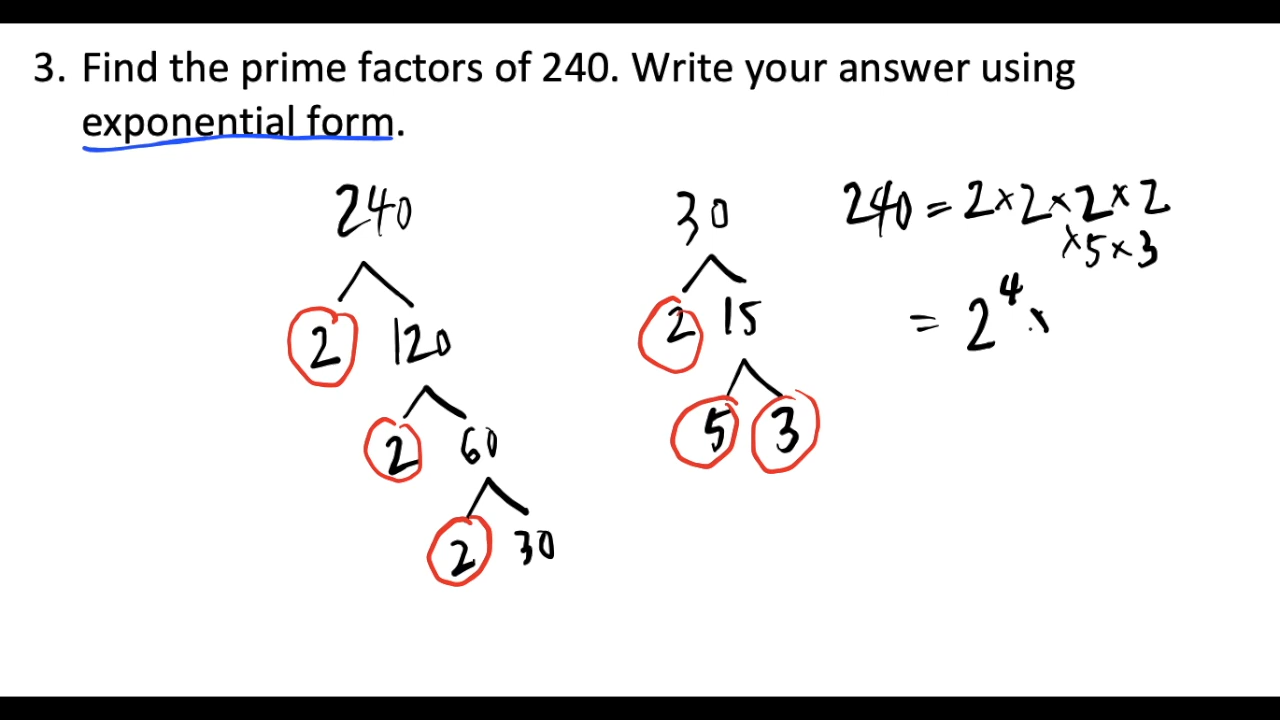 3. Find the prime factors of 240. Write your answer using
exponential form.
240
2 120
2 60
2 30
30
2 15
5 3
240 = 2 × 2 × 2 × 2
× 5 × 3
= 2⁴ ×